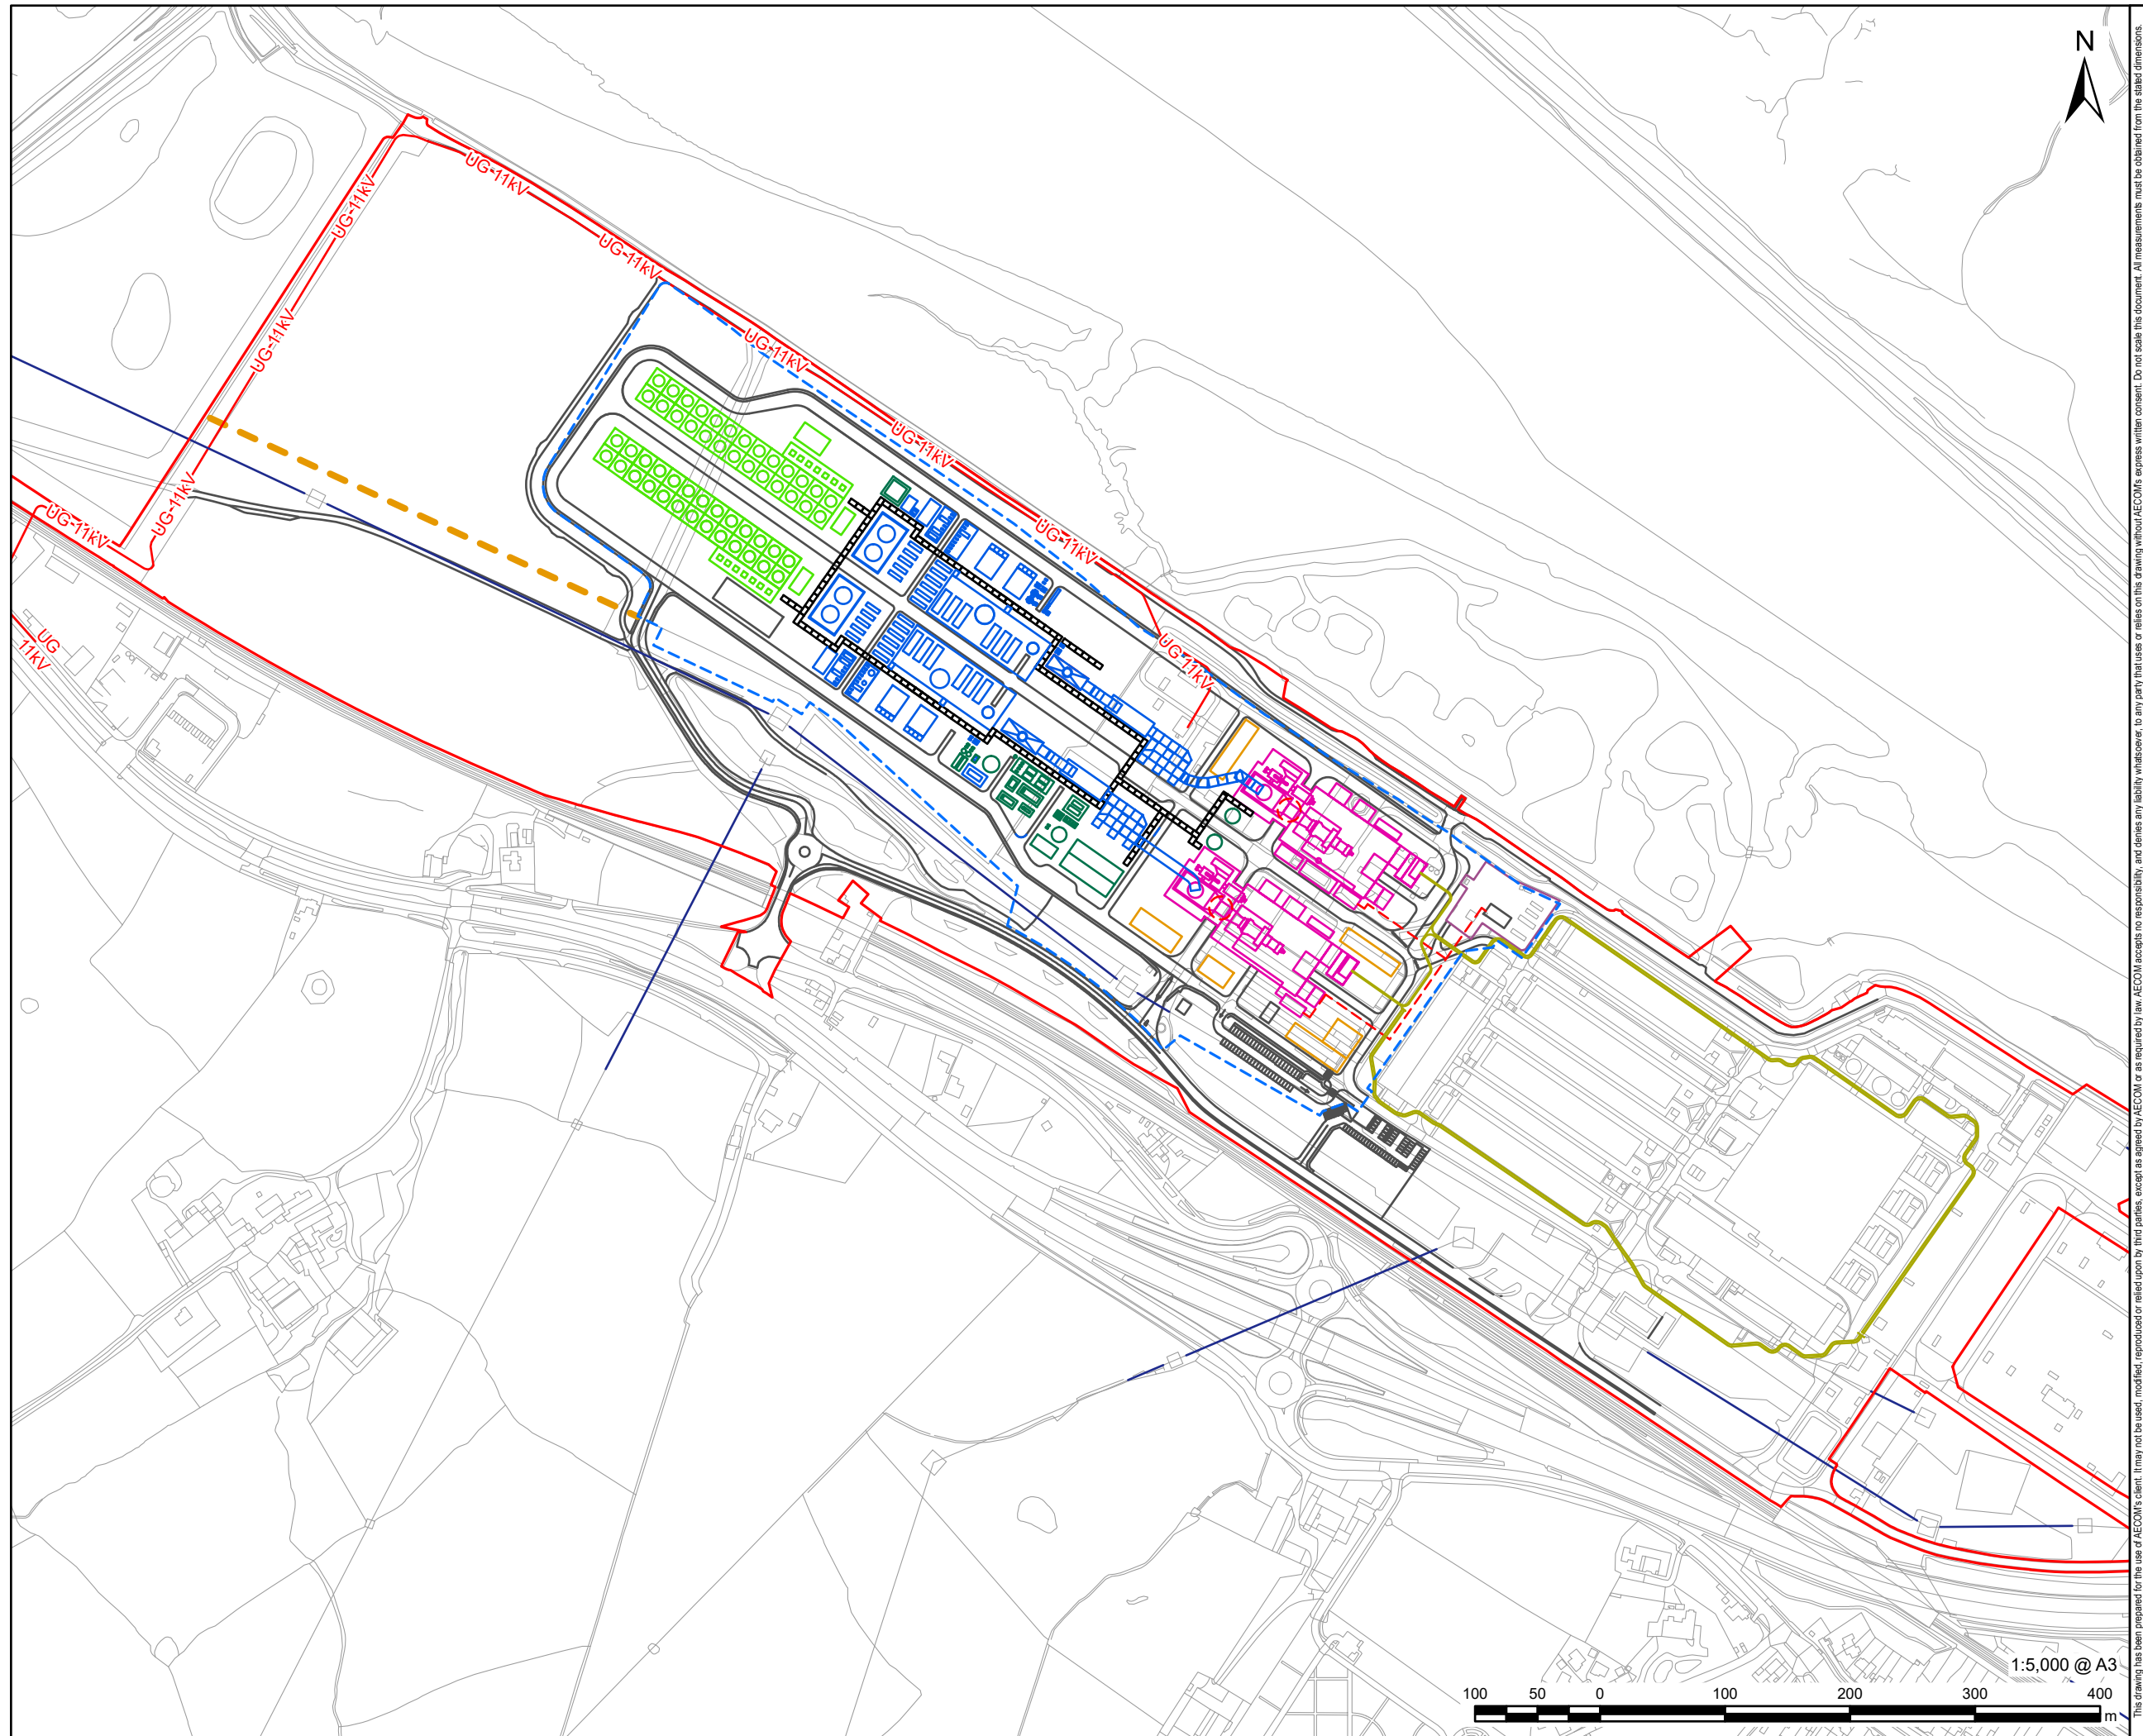 N
UG-11kV
UG-11kV
UG-11kV
UG-11kV
UG-11kV
UG-11kV
UG-11kV
UG-11kV
UG-11kV
UG-11kV
UG-11kV
UG
11kV
1:5,000 @ A3
100 50 0 100 200 300 400
m
This drawing has been prepared for the use of AECOM's client. It may not be used, modified, reproduced or relied upon by third parties, except as agreed by AECOM or as required by law. AECOM accepts no responsibility, and denies any liability whatsoever, to any party that uses or relies on this drawing without AECOM's express written consent. Do not scale this document. All measurements must be obtained from the stated dimensions.